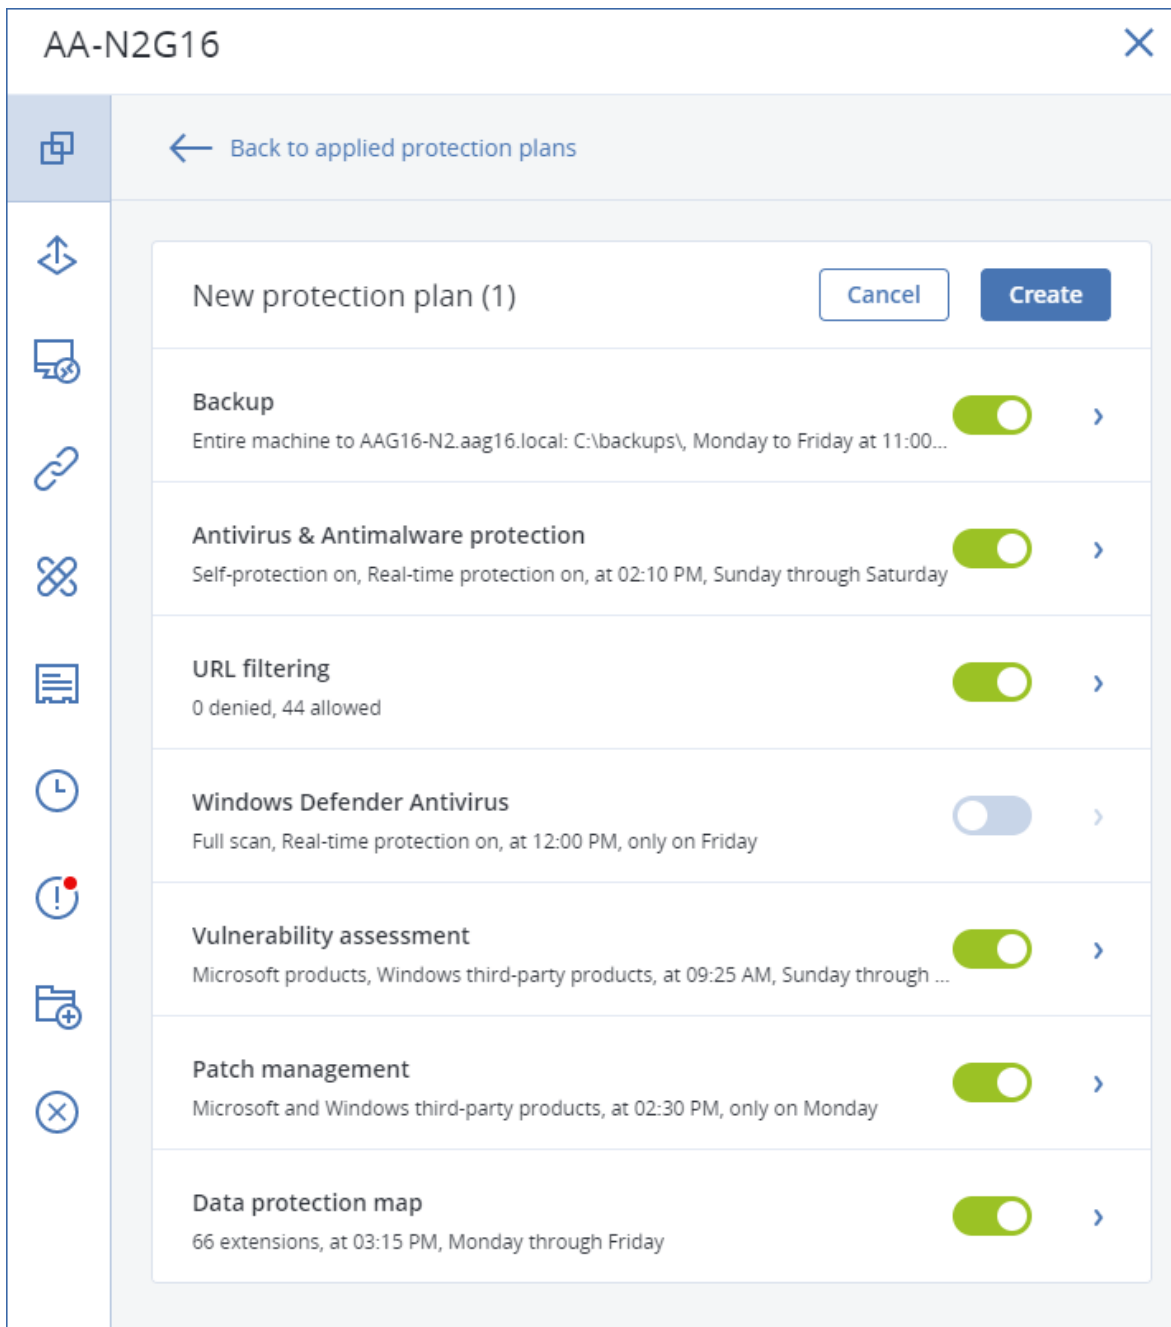 AA-N2G16
Back to applied protection plans
New protection plan (1)
Cancel
Create
Backup
Entire machine to AAG16-N2.aag16.local: C:\backups\, Monday to Friday at 11:00...
Antivirus & Antimalware protection
Self-protection on, Real-time protection on, at 02:10 PM, Sunday through Saturday
URL filtering
0 denied, 44 allowed
Windows Defender Antivirus
Full scan, Real-time protection on, at 12:00 PM, only on Friday
Vulnerability assessment
Microsoft products, Windows third-party products, at 09:25 AM, Sunday through ...
Patch management
Microsoft and Windows third-party products, at 02:30 PM, only on Monday
Data protection map
66 extensions, at 03:15 PM, Monday through Friday